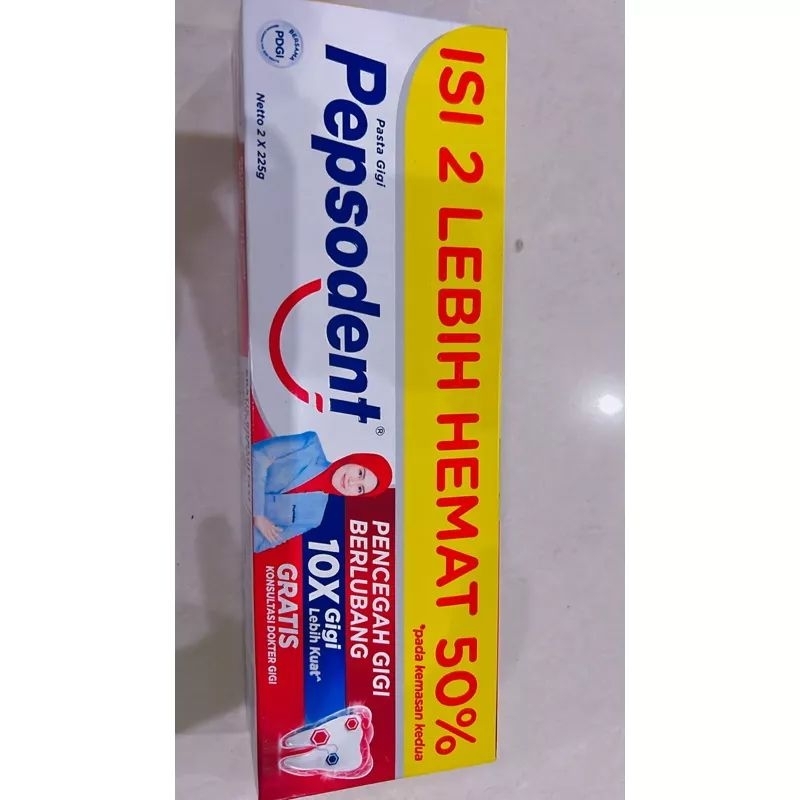 ISI 2 LEBIH HEMAT 50%
*pada kemasan kedua
BERSAMA
PDGI
Pasta Gigi
Pepsodent®
Netto 2 X 225g
PENCEGAH GIGI
BERLUBANG
10X Gigi
Lebih Kuat^
GRATIS
KONSULTASI DOKTER GIGI